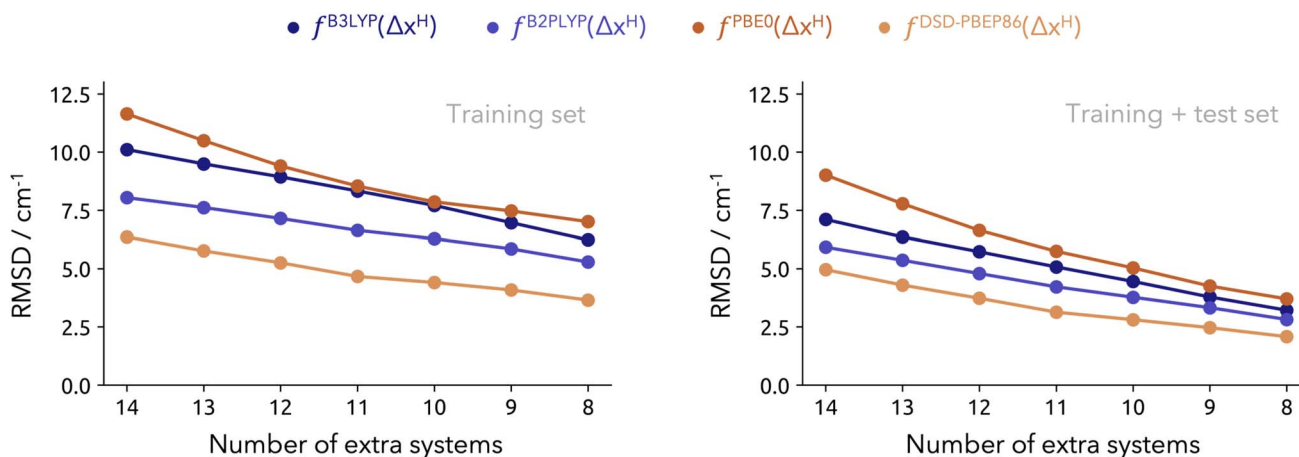 f^B3LYP(Δx^H) f^B2PLYP(Δx^H) f^PBE0(Δx^H) f^DSD-PBEP86(Δx^H)
Training set
RMSD / cm⁻¹
12.5
10.0
7.5
5.0
2.5
0.0
14 13 12 11 10 9 8
Number of extra systems
Training + test set
RMSD / cm⁻¹
12.5
10.0
7.5
5.0
2.5
0.0
14 13 12 11 10 9 8
Number of extra systems